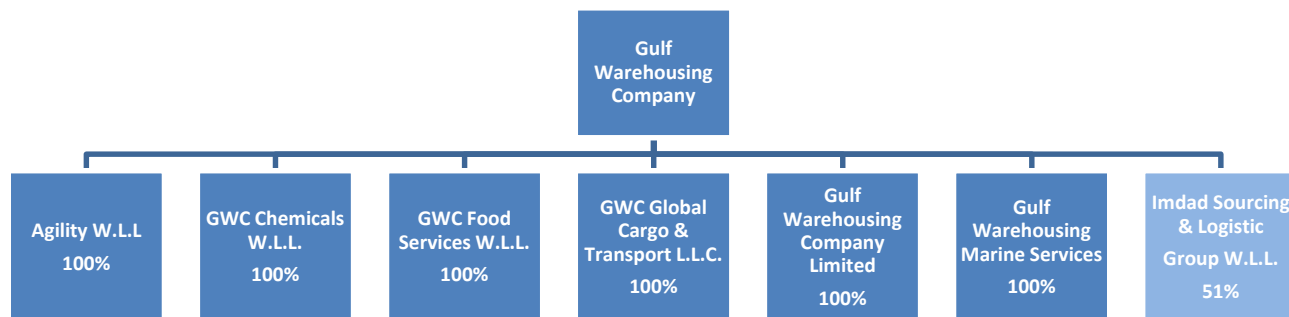 Gulf
Warehousing
Company
Agility W.L.L
100%
GWC Chemicals
W.L.L.
100%
GWC Food
Services W.L.L.
100%
GWC Global
Cargo &
Transport L.L.C.
100%
Gulf
Warehousing
Company
Limited
100%
Gulf
Warehousing
Marine Services
100%
Imdad Sourcing
& Logistic
Group W.L.L.
51%